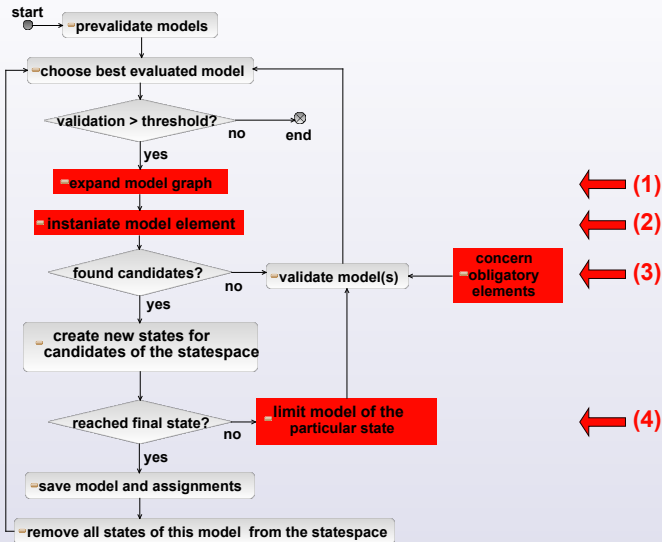 start
prevalidate models
choose best evaluated model
validation > threshold?
no
end
yes
expand model graph
(1)
instaniate model element
(2)
found candidates?
no
validate model(s)
concern
obligatory
elements
(3)
yes
create new states for
candidates of the statespace
reached final state?
no
limit model of the
particular state
(4)
yes
save model and assignments
remove all states of this model from the statespace